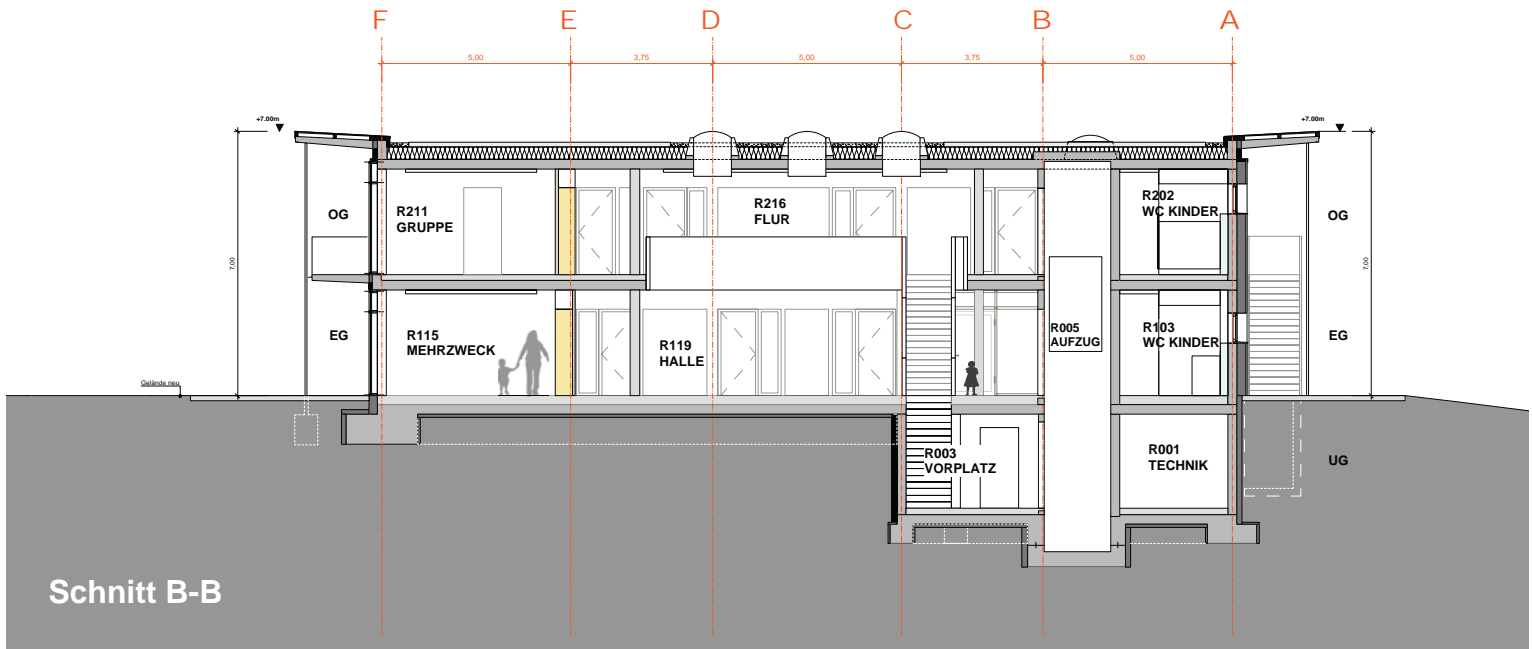 F E D C B A
5,00 3,75 5,00 3,75 5,00
+7.00m +7.00m
OG
R211
GRUPPE
R216
FLUR
R202
WC KINDER
OG
7,00
7,00
EG
R115
MEHRZWECK
R119
HALLE
R005
AUFZUG
R103
WC KINDER
EG
Gelände neu
R003
VORPLATZ
R001
TECHNIK
UG
Schnitt B-B